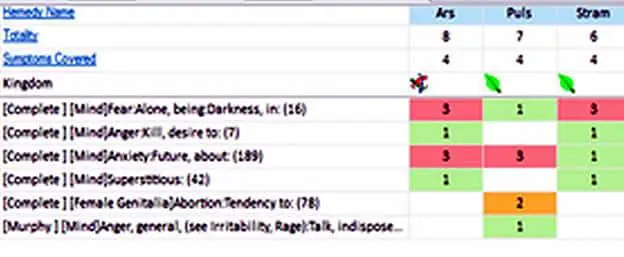 Remedy Name Ars Puls Stram
Totality 8 7 6
Symptoms Covered 4 4 4
Kingdom
[Complete ] [Mind]Fear:Alone, being:Darkness, in: (16) 3 1 3
[Complete ] [Mind]Anger:Kill, desire to: (7) 1 1
[Complete ] [Mind]Anxiety:Future, about: (189) 3 3 1
[Complete ] [Mind]Superstitious: (42) 1 1
[Complete ] [Female Genitalia]Abortion:Tendency to: (78) 2
[Murphy ] [Mind]Anger, general, (see Irritability, Rage):Talk, indispose... 1